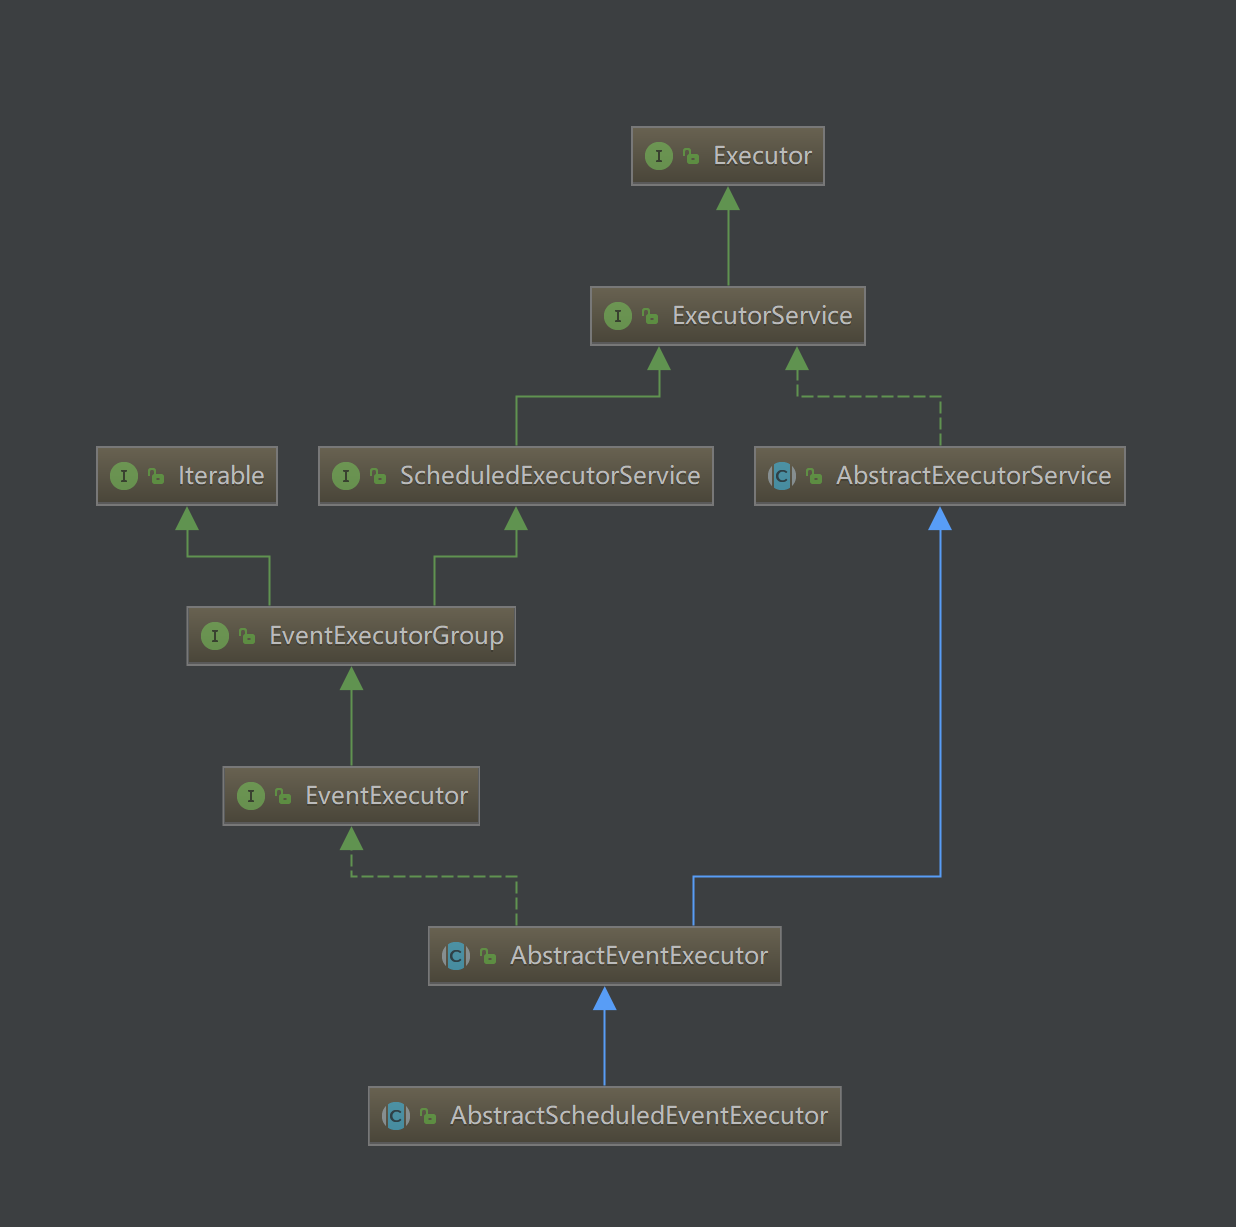 I Executor
I ExecutorService
I Iterable
I ScheduledExecutorService
C AbstractExecutorService
I EventExecutorGroup
I EventExecutor
C AbstractEventExecutor
C AbstractScheduledEventExecutor